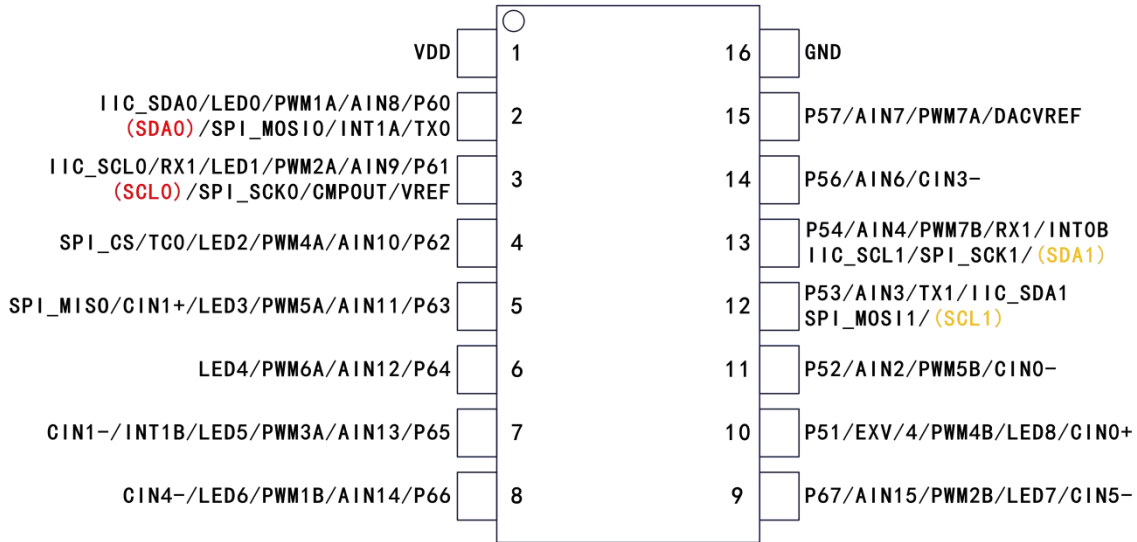 VDD 1 16 GND
IIC_SDA0/LED0/PWM1A/AIN8/P60
(SDA0)/SPI_MOSI0/INT1A/TX0
2 15 P57/AIN7/PWM7A/DACVREF
IIC_SCL0/RX1/LED1/PWM2A/AIN9/P61
(SCL0)/SPI_SCK0/CMPOUT/VREF
3 14 P56/AIN6/CIN3-
SPI_CS/TC0/LED2/PWM4A/AIN10/P62 4 13
P54/AIN4/PWM7B/RX1/INT0B
IIC_SCL1/SPI_SCK1/(SDA1)
SPI_MISO/CIN1+/LED3/PWM5A/AIN11/P63 5 12
P53/AIN3/TX1/IIC_SDA1
SPI_MOSI1/(SCL1)
LED4/PWM6A/AIN12/P64 6 11 P52/AIN2/PWM5B/CIN0-
CIN1-/INT1B/LED5/PWM3A/AIN13/P65 7 10 P51/EXV/4/PWM4B/LED8/CIN0+
CIN4-/LED6/PWM1B/AIN14/P66 8 9 P67/AIN15/PWM2B/LED7/CIN5-